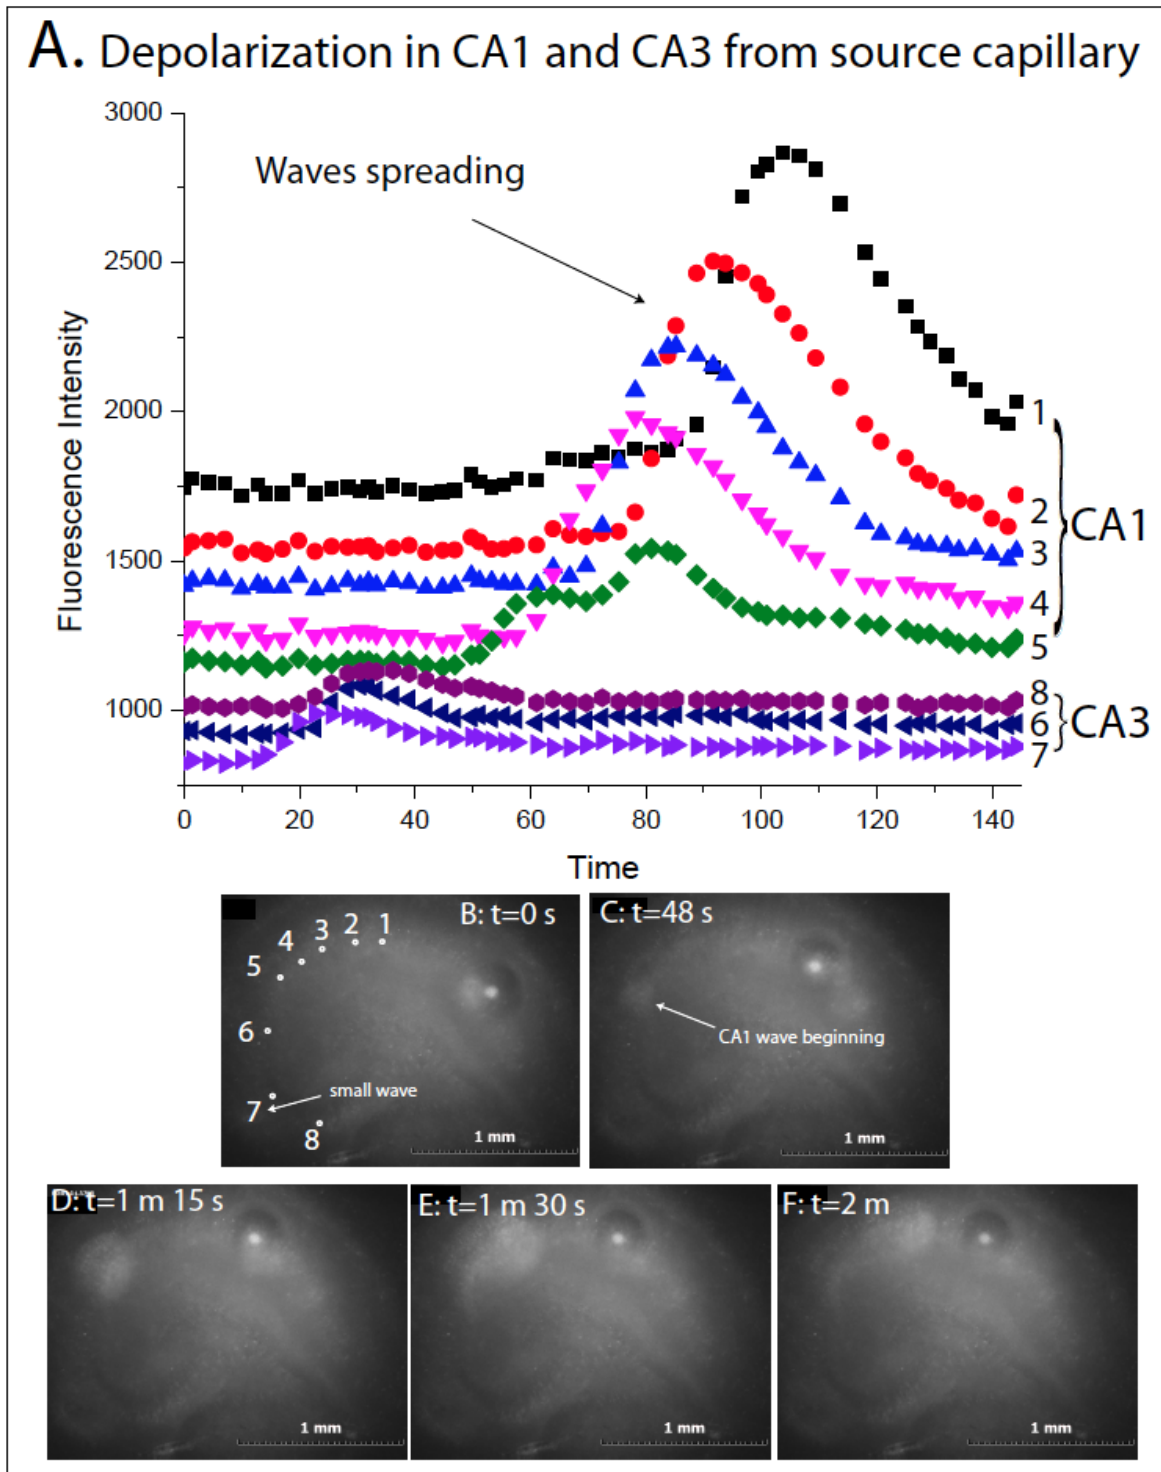 A. Depolarization in CA1 and CA3 from source capillary
3000
2500
2000
1500
1000
Fluorescence Intensity
Waves spreading
1
2
3
4
5
CA1
8
6
7
CA3
0 20 40 60 80 100 120 140
Time
B: t=0 s
1
2
3
4
5
6
7
8
small wave
1 mm
C: t=48 s
CA1 wave beginning
1 mm
D: t=1 m 15 s
1 mm
E: t=1 m 30 s
1 mm
F: t=2 m
1 mm